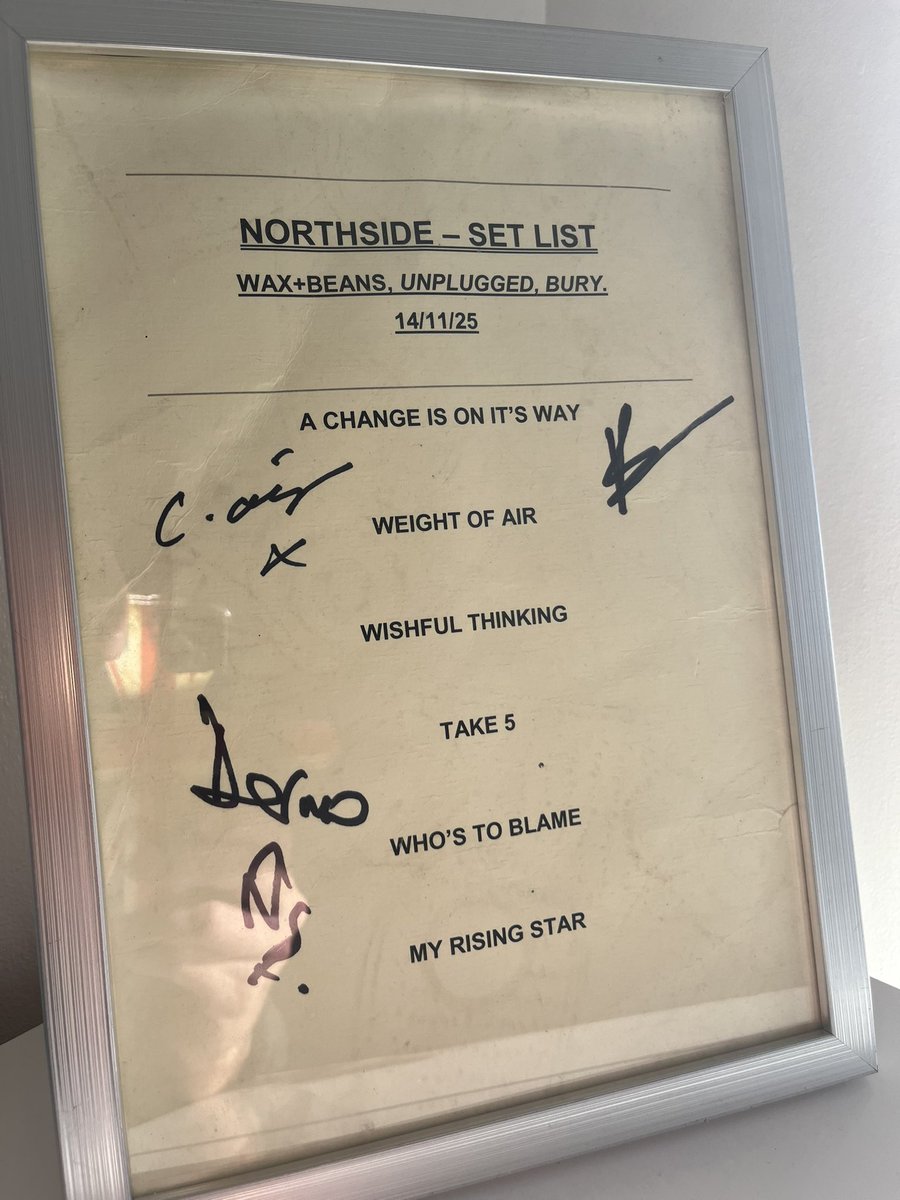 NORTHSIDE – SET LIST
WAX+BEANS, UNPLUGGED, BURY.
14/11/25
A CHANGE IS ON IT'S WAY
WEIGHT OF AIR
WISHFUL THINKING
TAKE 5
Dermo
WHO'S TO BLAME
MY RISING STAR